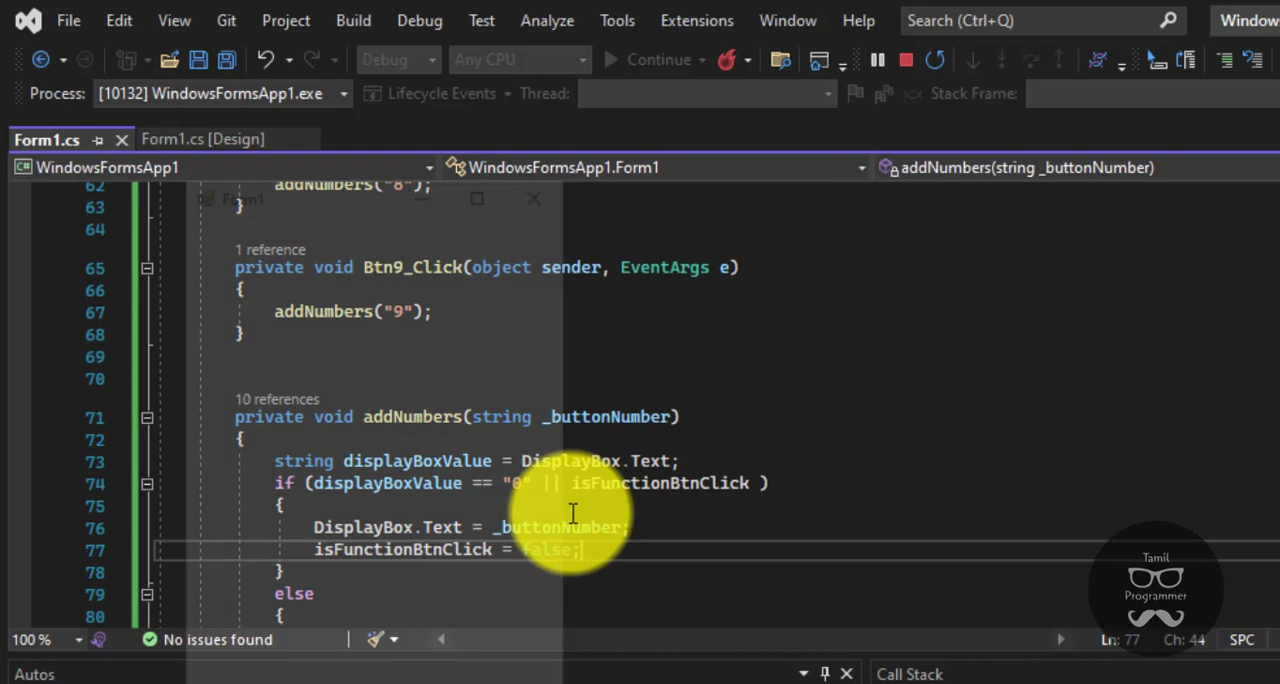 File Edit View Git Project Build Debug Test Analyze Tools Extensions Window Help Search (Ctrl+Q) Window
Debug Any CPU Continue
Process: [10132] WindowsFormsApp1.exe Lifecycle Events Thread: Stack Frame:
Form1.cs Form1.cs [Design]
WindowsFormsApp1 WindowsFormsApp1.Form1 addNumbers(string _buttonNumber)
62 addNumbers("8");
Form1
63 }
64
1 reference
65 private void Btn9_Click(object sender, EventArgs e)
66 {
67 addNumbers("9");
68 }
69
70
10 references
71 private void addNumbers(string _buttonNumber)
72 {
73 string displayBoxValue = DisplayBox.Text;
74 if (displayBoxValue == "0" || isFunctionBtnClick )
75 {
76 DisplayBox.Text = _buttonNumber;
77 isFunctionBtnClick = false;
78 }
79 else
80 {
Tamil
Programmer
100 % No issues found Ln: 77 Ch: 44 SPC
Autos Call Stack